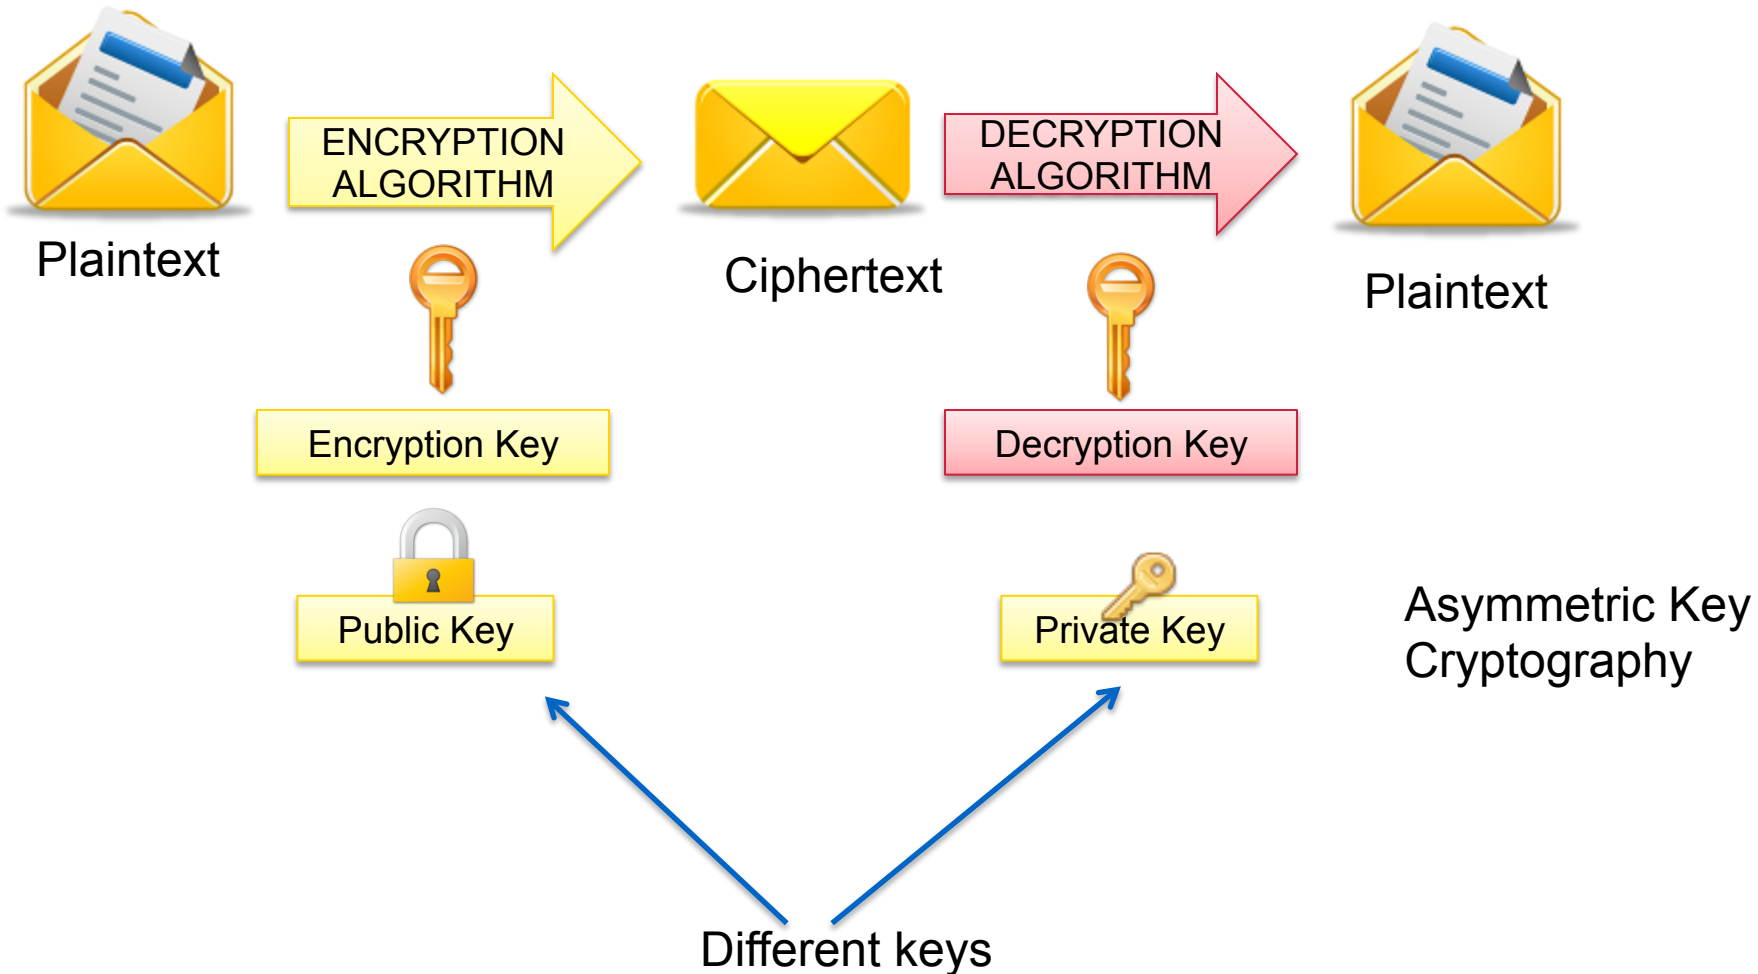 ENCRYPTION
ALGORITHM
DECRYPTION
ALGORITHM
Plaintext
Ciphertext
Plaintext
Encryption Key
Decryption Key
Public Key
Private Key
Asymmetric Key
Cryptography
Different keys